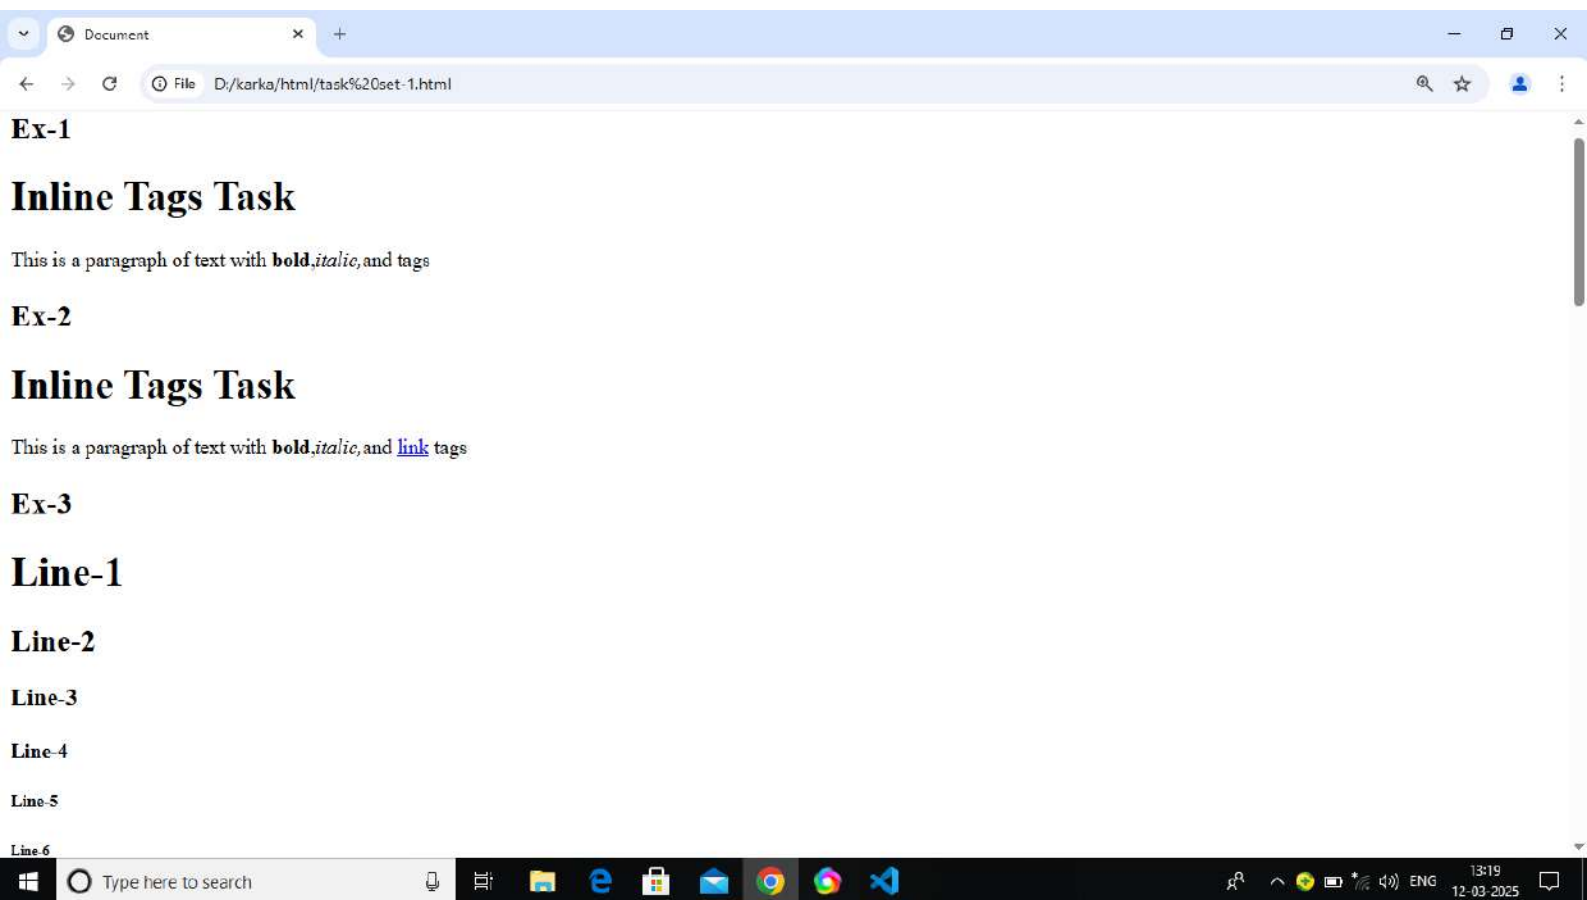 Document
File D:/karka/html/task%20set-1.html
Ex-1
Inline Tags Task
This is a paragraph of text with bold,italic,and tags
Ex-2
Inline Tags Task
This is a paragraph of text with bold,italic,and link tags
Ex-3
Line-1
Line-2
Line-3
Line-4
Line-5
Line-6
Type here to search
ENG
13:19
12-03-2025